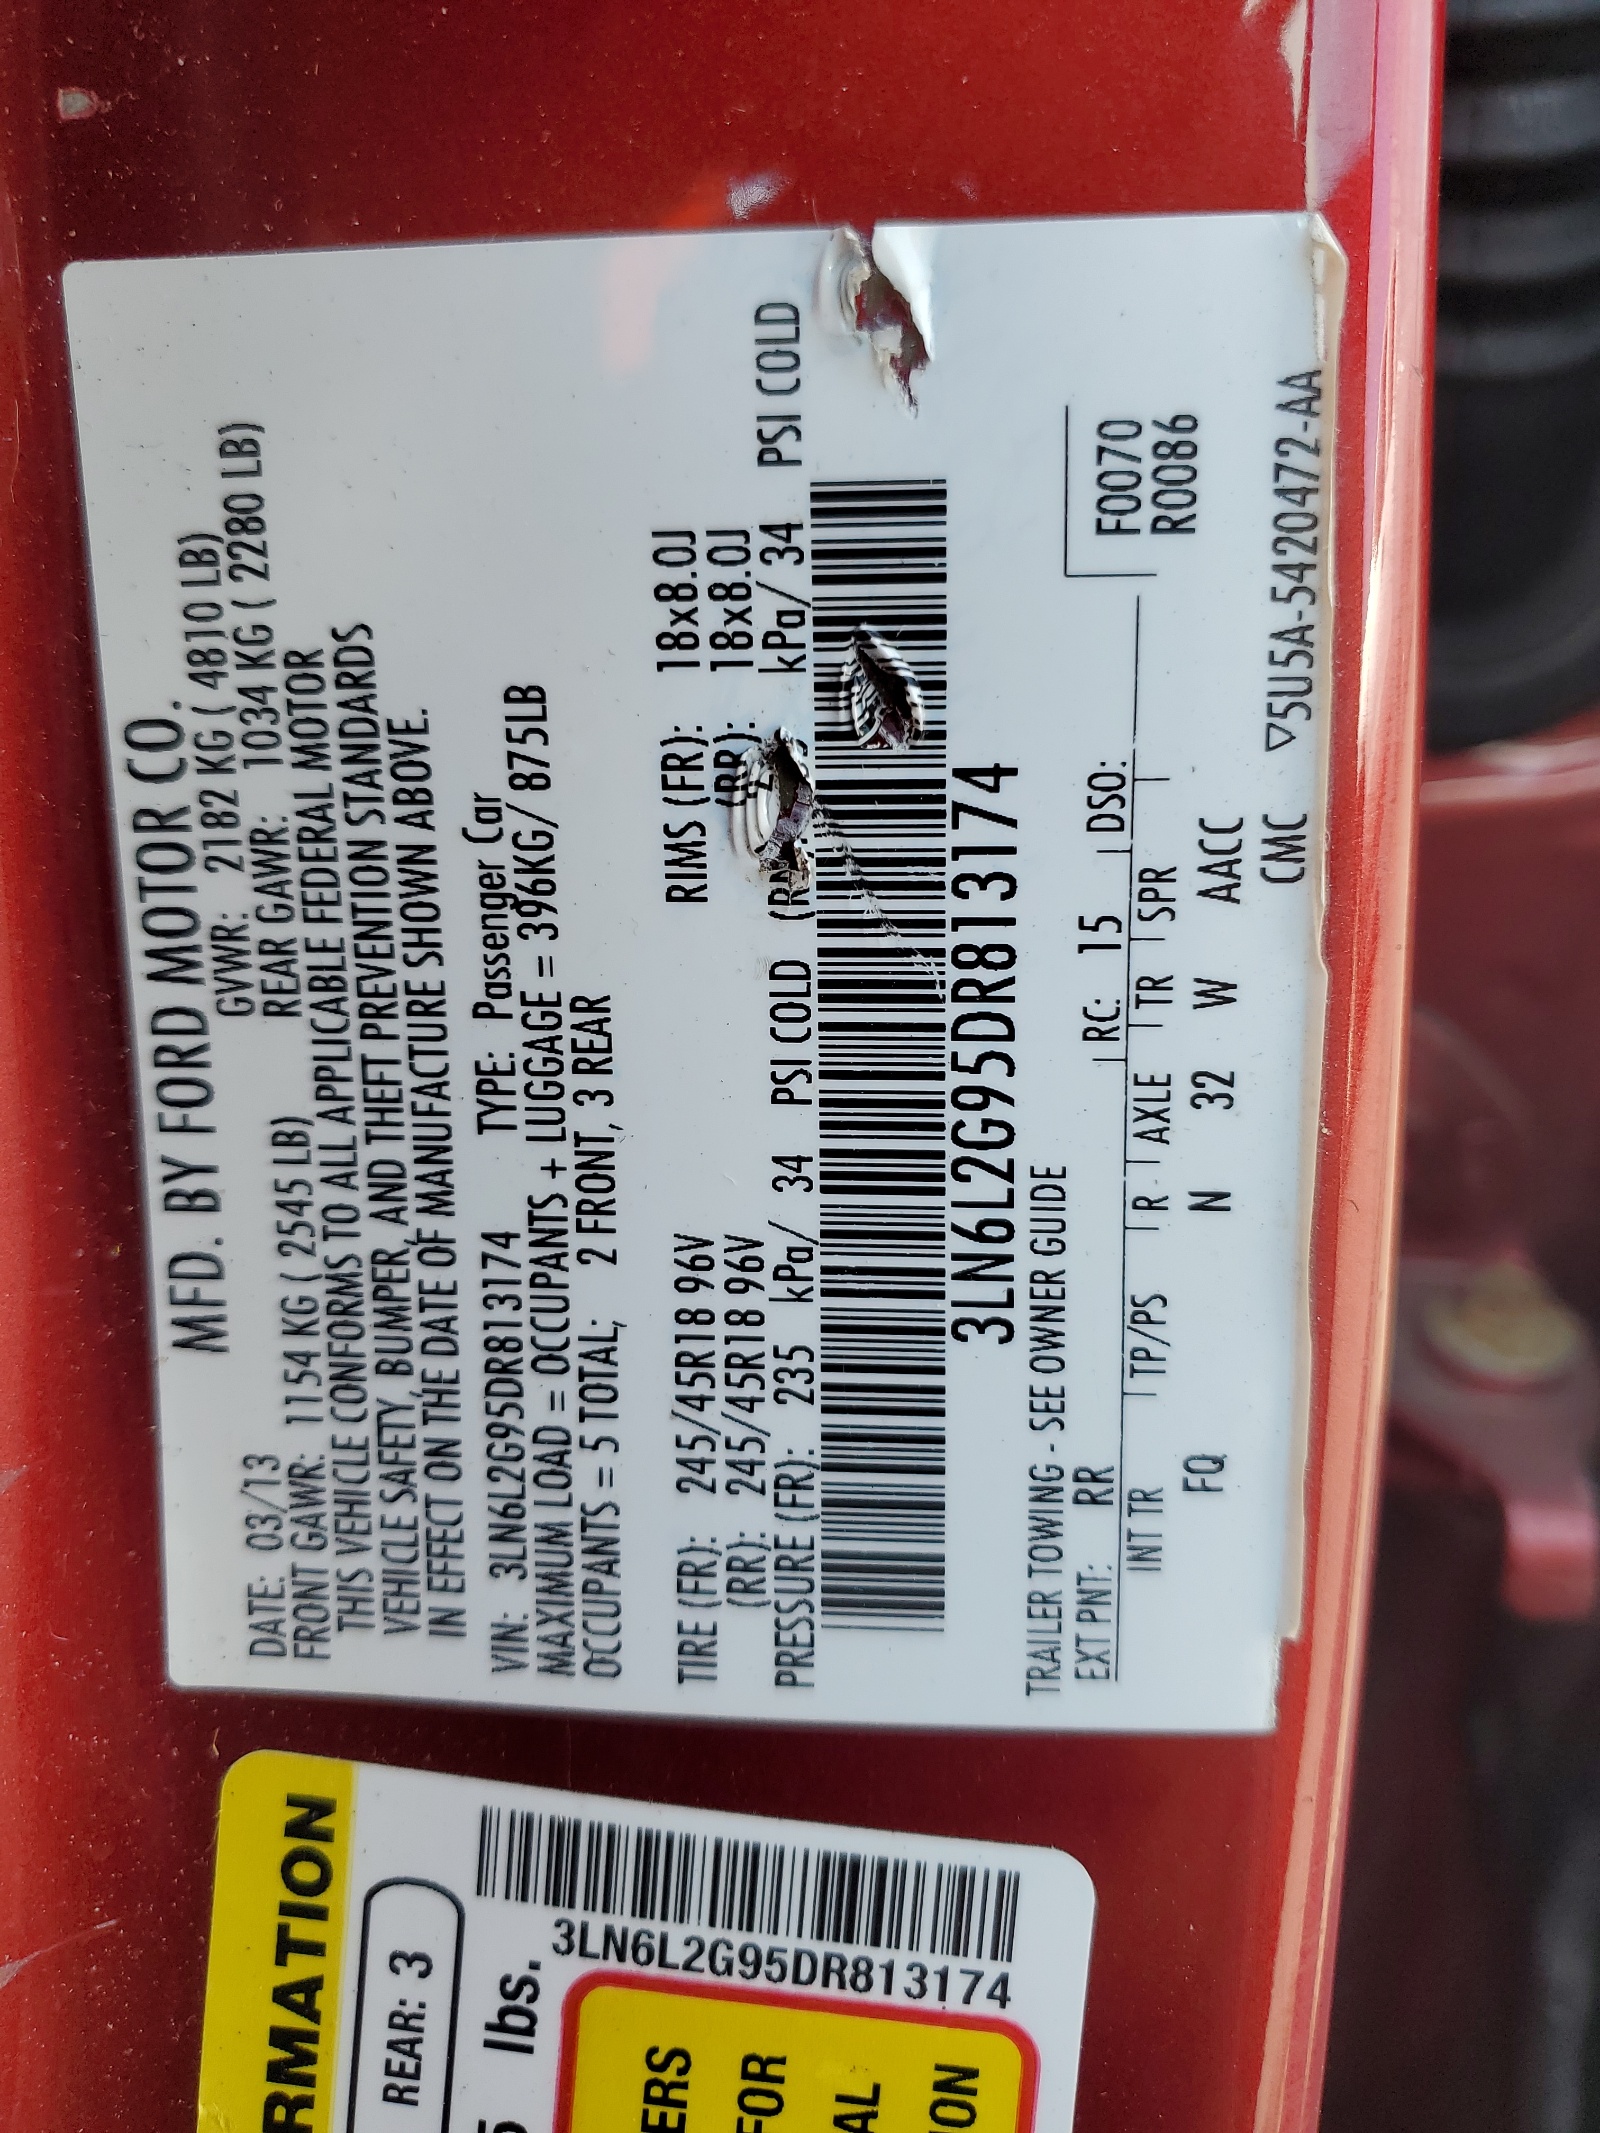 MFD. BY FORD MOTOR CO.
DATE: 03/13 GVWR: 2182 KG ( 4810 LB)
FRONT GAWR: 1154 KG ( 2545 LB) REAR GAWR: 1034 KG ( 2280 LB)
THIS VEHICLE CONFORMS TO ALL APPLICABLE FEDERAL MOTOR
VEHICLE SAFETY, BUMPER, AND THEFT PREVENTION STANDARDS
IN EFFECT ON THE DATE OF MANUFACTURE SHOWN ABOVE.
VIN: 3LN6L2G95DR813174 TYPE: Passenger Car
MAXIMUM LOAD = OCCUPANTS + LUGGAGE = 396KG/ 875LB
OCCUPANTS = 5 TOTAL; 2 FRONT, 3 REAR
TIRE (FR): 245/45R18 96V RIMS (FR): 18x8.0J
(RR): 245/45R18 96V (RR): 18x8.0J
PRESSURE (FR): 235 kPa/ 34 PSI COLD kPa/ 34 PSI COLD
3LN6L2G95DR813174
TRAILER TOWING - SEE OWNER GUIDE
EXT PNT: RR RC: 15 DSO:
F0070
R0086
INT TR TP/PS R AXLE TR SPR
FQ N 32 W AACC
CMC ▽5U5A-5420472-AA
RMATION
REAR: 3
5 lbs.
3LN6L2G95DR813174
ERS
FOR
AL
ION